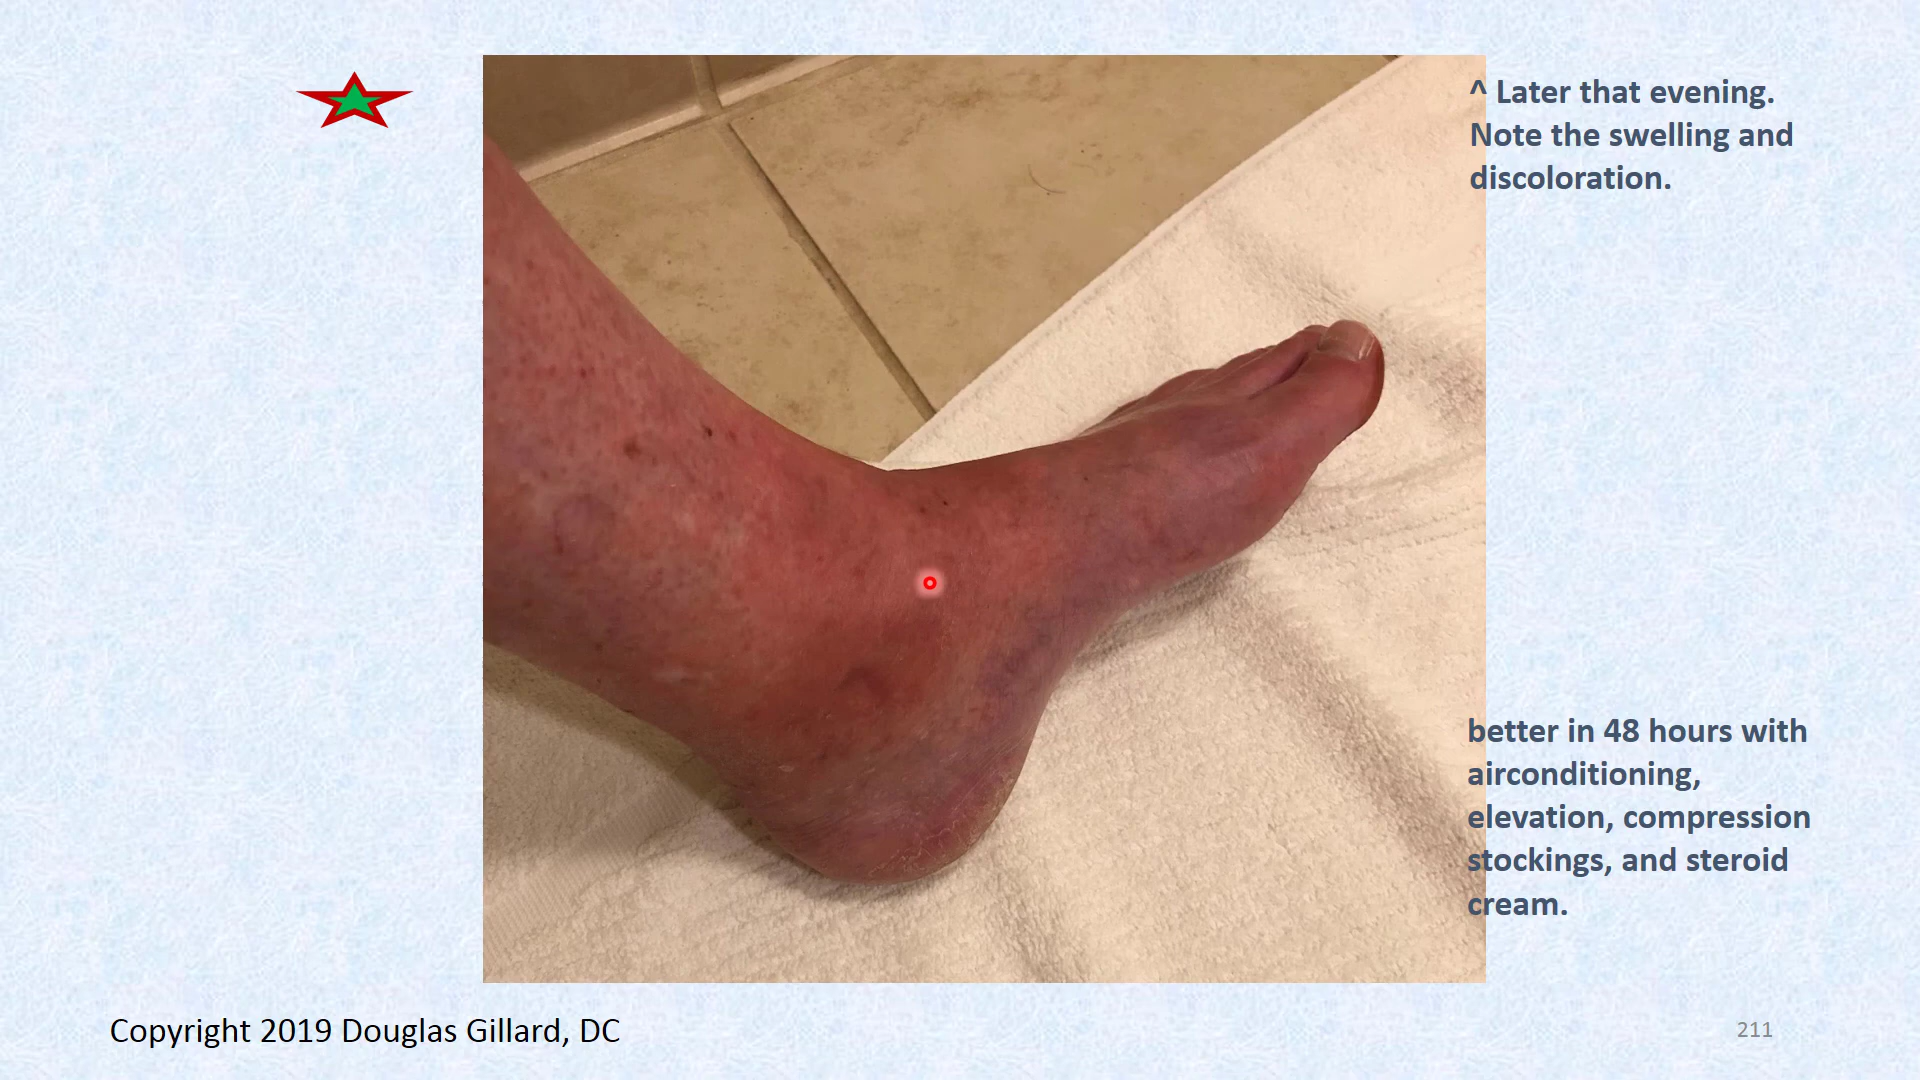 ^ Later that evening.
Note the swelling and
discoloration.
better in 48 hours with
airconditioning,
elevation, compression
stockings, and steroid
cream.
Copyright 2019 Douglas Gillard, DC
211